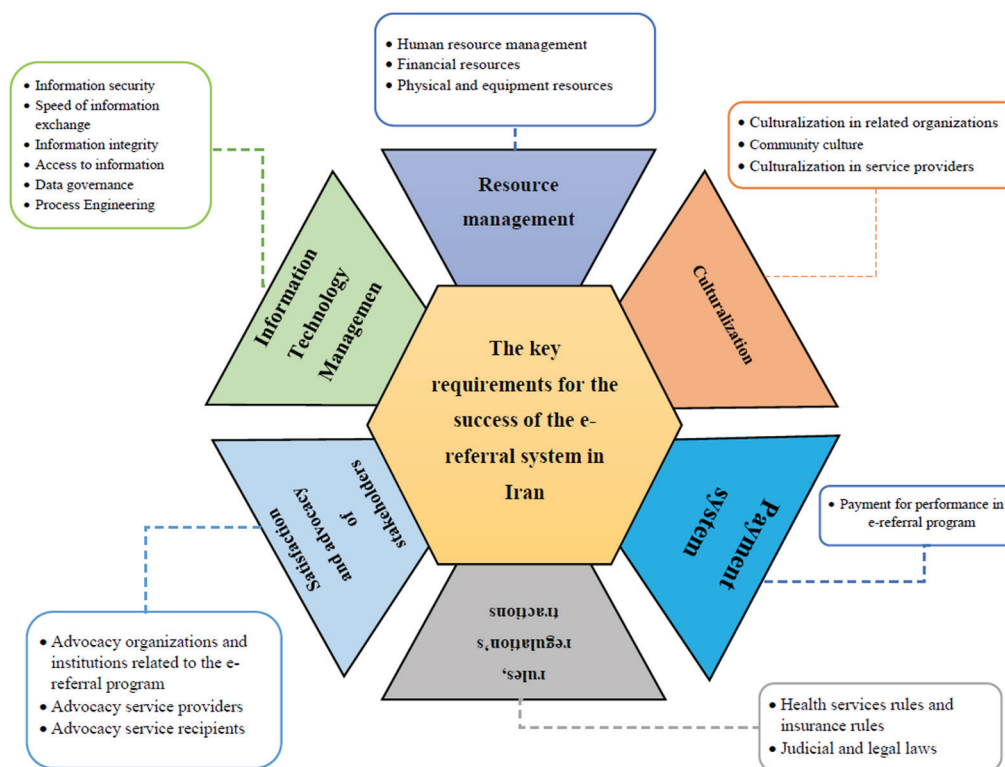 • Human resource management
• Financial resources
• Physical and equipment resources
• Information security
• Speed of information
exchange
• Information integrity
• Access to information
• Data governance
• Process Engineering
• Culturalization in related organizations
• Community culture
• Culturalization in service providers
Resource
management
Information
Technology
Managemen
Culturalization
The key
requirements for the
success of the e-
referral system in
Iran
Satisfaction
and advocacy
of
stakeholders
Payment
system
• Payment for performance in
e-referral program
rules,
regulation's
tractions
• Advocacy organizations and
institutions related to the e-
referral program
• Advocacy service providers
• Advocacy service recipients
• Health services rules and
insurance rules
• Judicial and legal laws